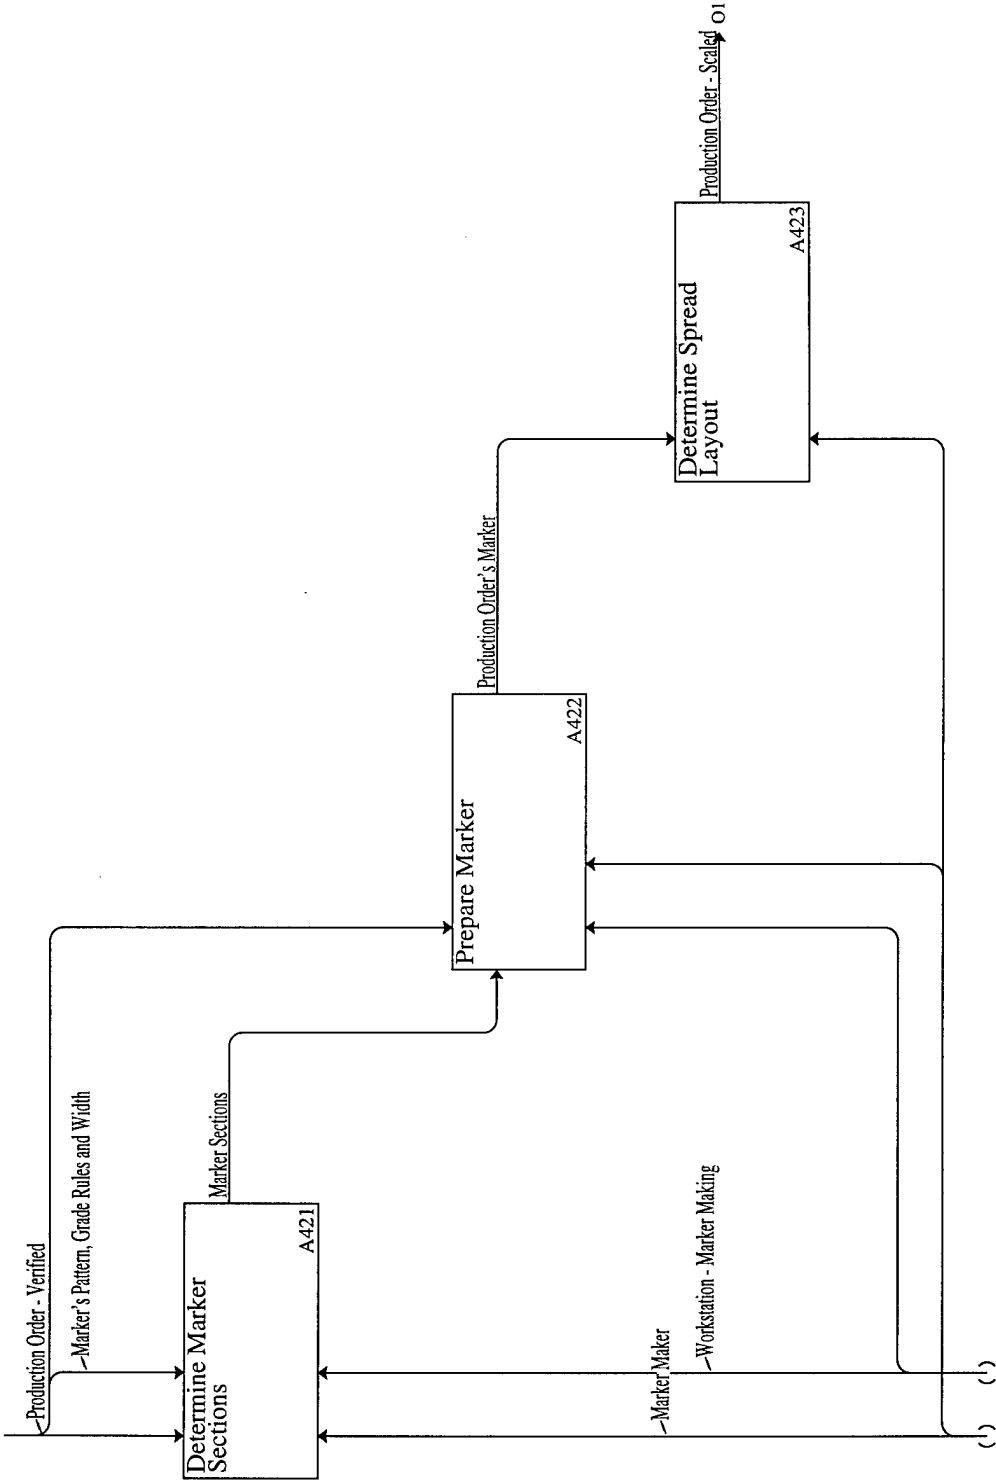 Production Order - Verified
Marker's Pattern, Grade Rules and Width
Determine Marker
Sections
A421
Marker Sections
Marker Maker
Workstation - Marker Making
Prepare Marker
A422
Production Order's Marker
Determine Spread
Layout
A423
Production Order - Scaled
O1
( )
( )